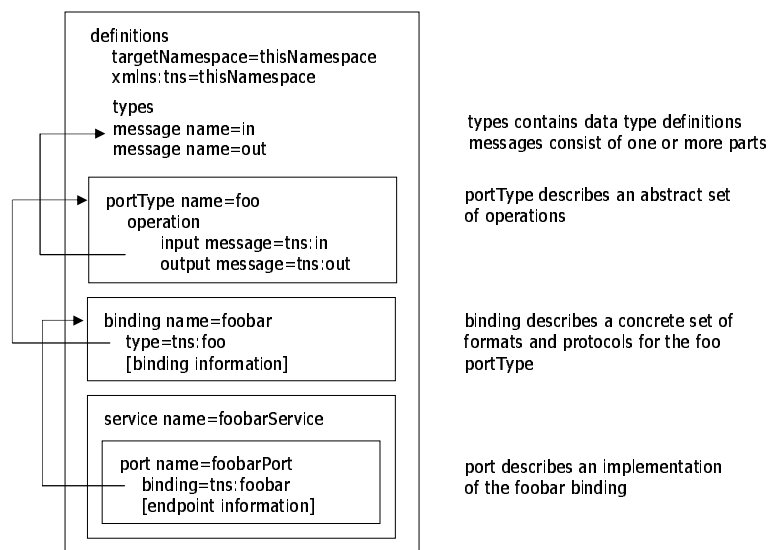 definitions
targetNamespace=thisNamespace
xmlns:tns=thisNamespace
types
message name=in
message name=out
types contains data type definitions
messages consist of one or more parts
portType name=foo
operation
input message=tns:in
output message=tns:out
portType describes an abstract set
of operations
binding name=foobar
type=tns:foo
[binding information]
binding describes a concrete set of
formats and protocols for the foo
portType
service name=foobarService
port name=foobarPort
binding=tns:foobar
[endpoint information]
port describes an implementation
of the foobar binding